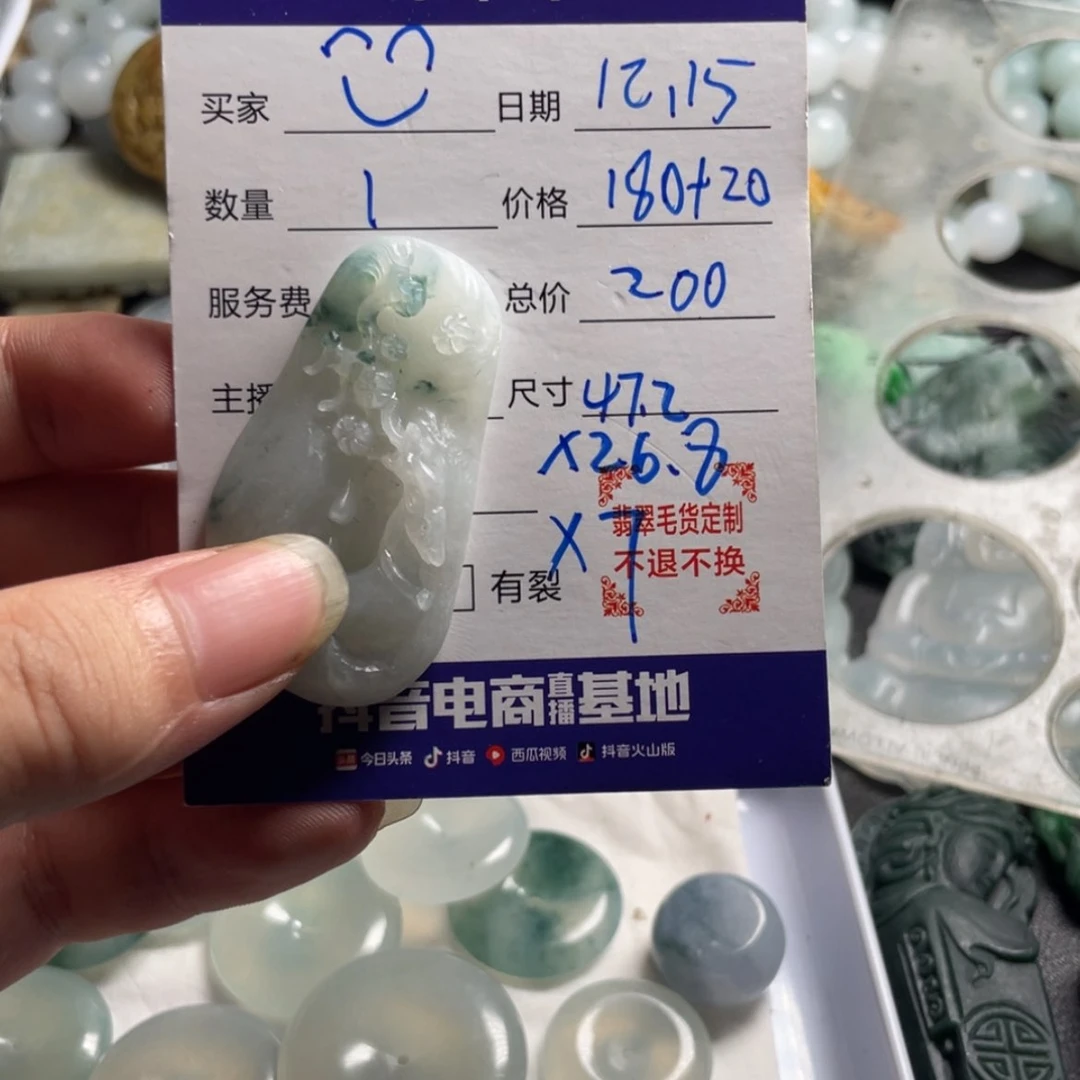 买家 日期 12,15
数量 1 价格 180+20
服务费 总价 200
主播 尺寸 47.2
×26.8
×7
翡翠毛货定制
不退不换
有裂
抖音电商直播基地
今日头条 抖音 西瓜视频 抖音火山版